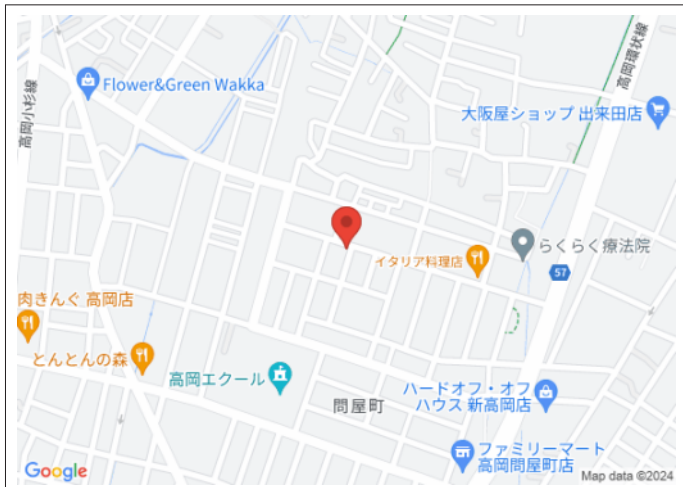 Flower&Green Wakka
高岡小杉線
高岡環状線
大阪屋ショップ 出来田店
らくらく療法院
イタリア料理店
57
肉きんぐ 高岡店
とんとんの森
高岡エクール
問屋町
ハードオフ・オフ
ハウス 新高岡店
ファミリーマート
高岡問屋町店
Google
Map data ©2024